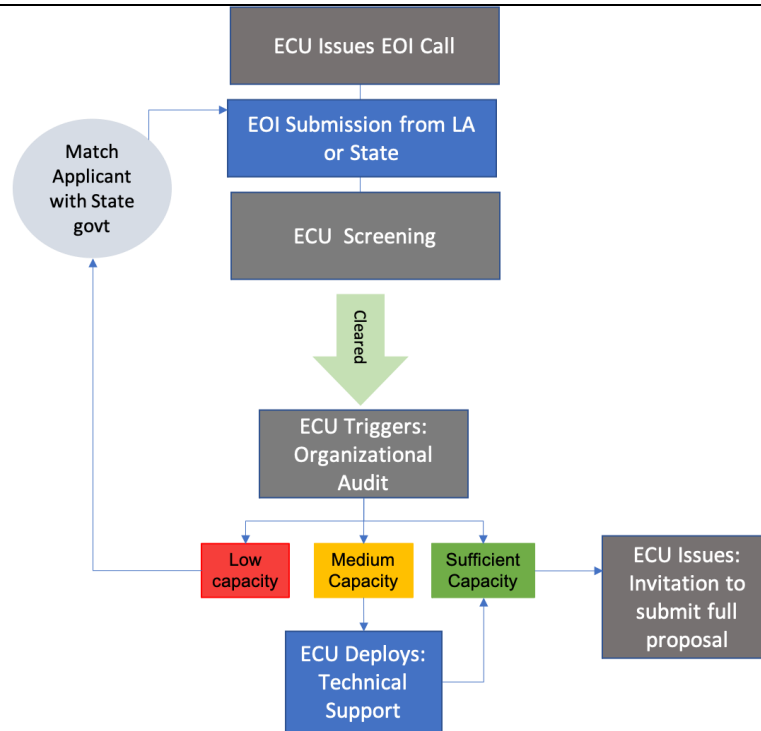 ECU Issues EOI Call
EOI Submission from LA
or State
Match
Applicant
with State
govt
ECU Screening
Cleared
ECU Triggers:
Organizational
Audit
Low
capacity
Medium
Capacity
Sufficient
Capacity
ECU Issues:
Invitation to
submit full
proposal
ECU Deploys:
Technical
Support